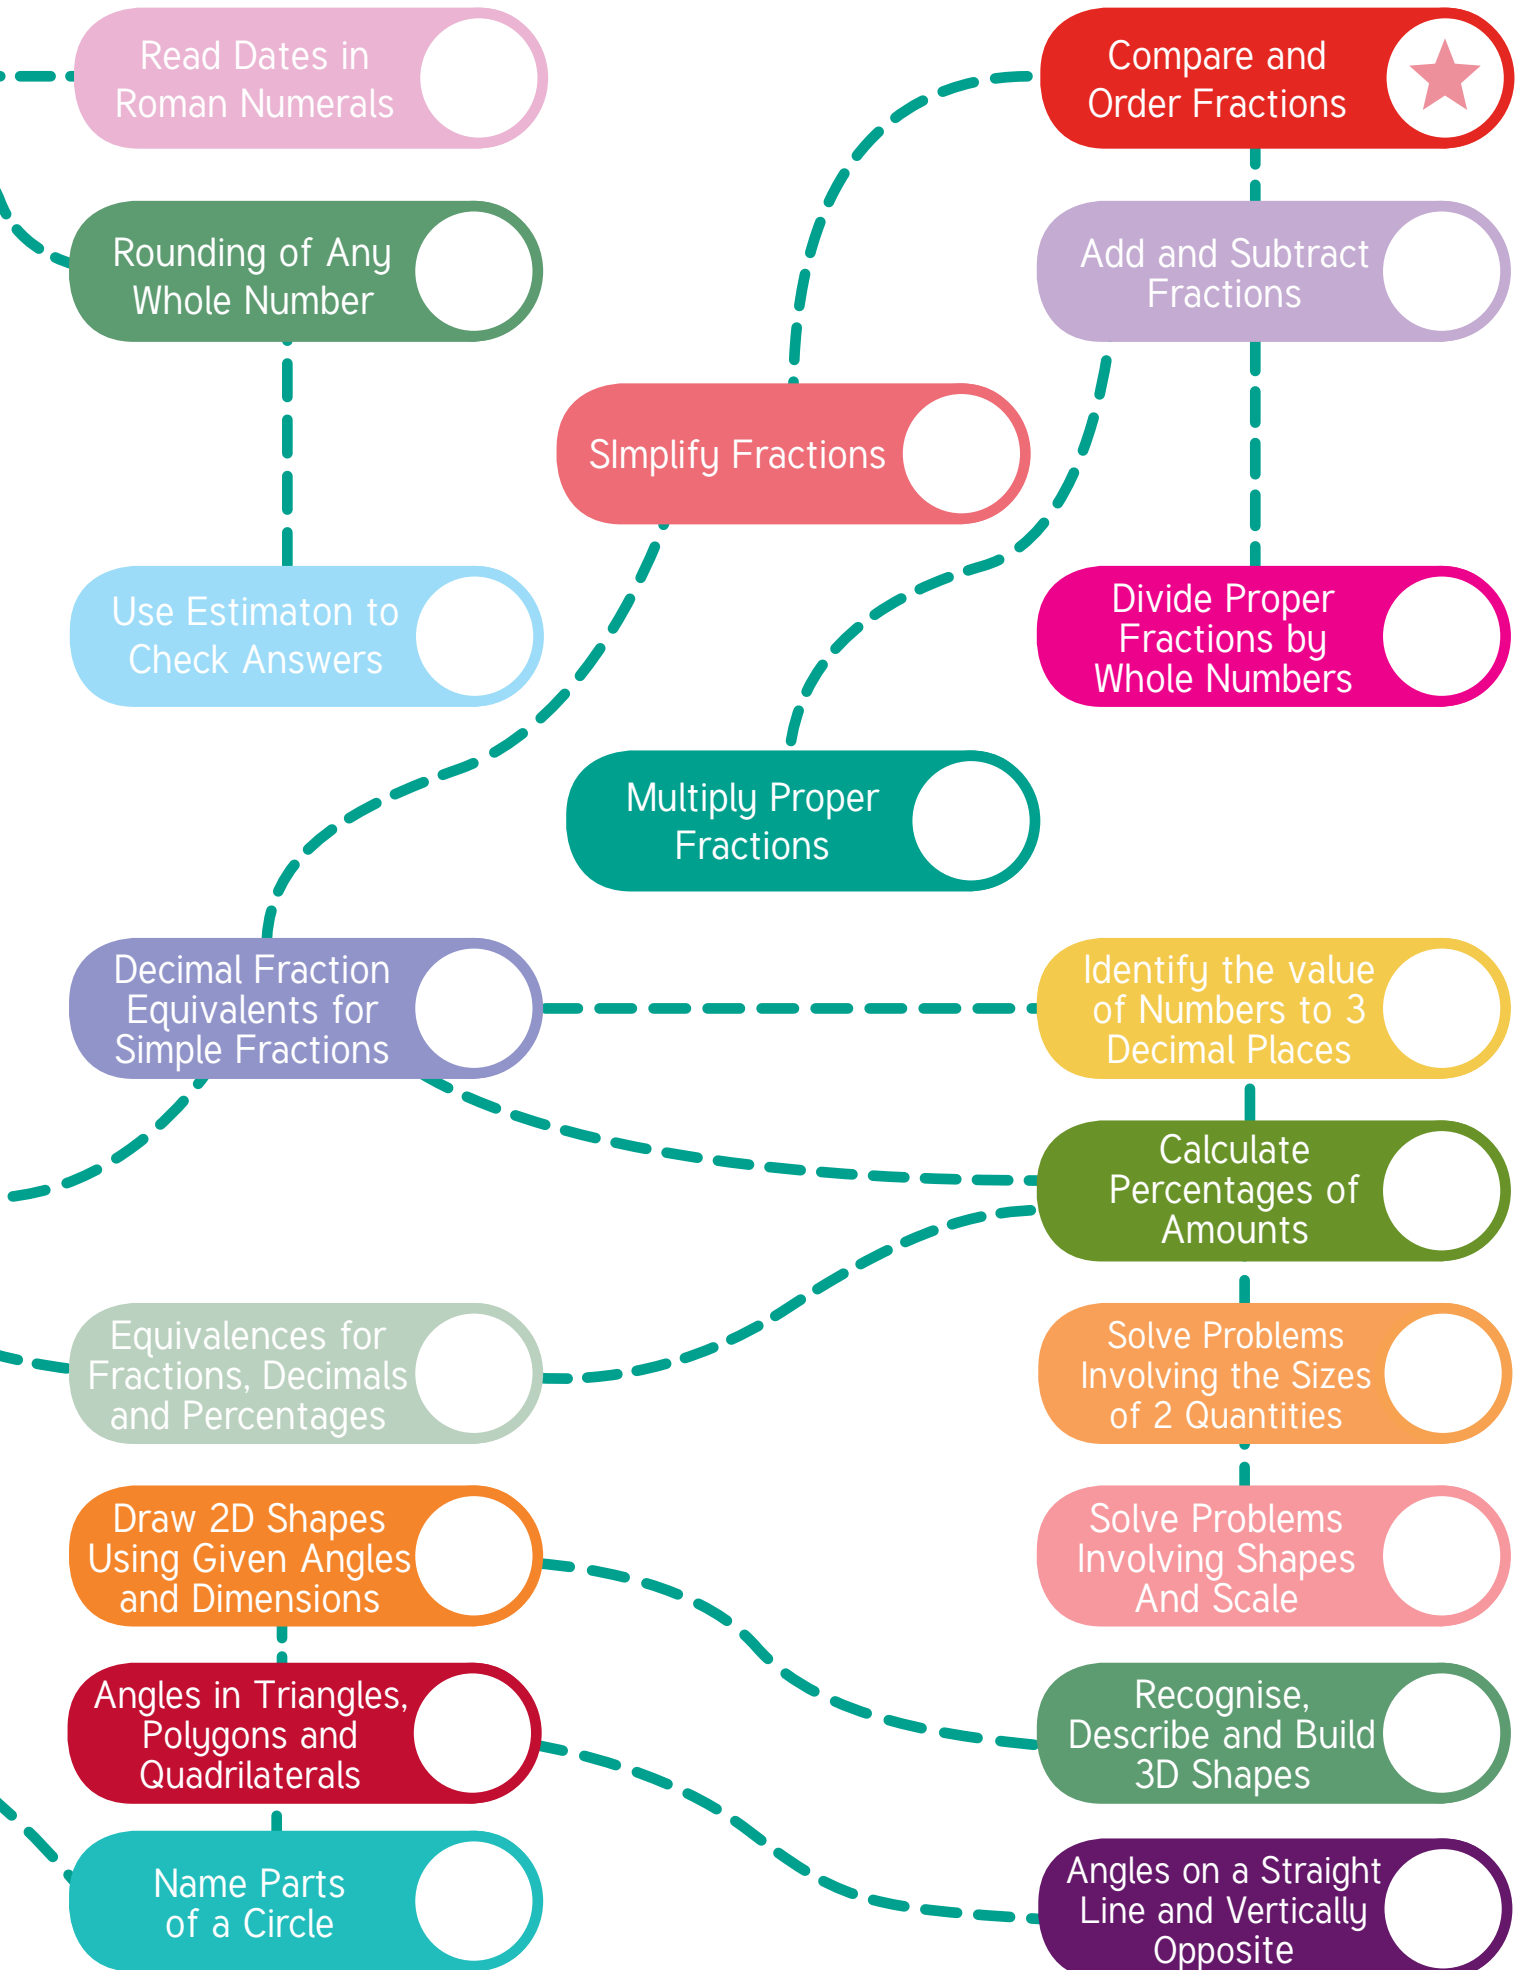 Read Dates in
Roman Numerals
Compare and
Order Fractions
Rounding of Any
Whole Number
Add and Subtract
Fractions
SImplify Fractions
Use Estimaton to
Check Answers
Divide Proper
Fractions by
Whole Numbers
Multiply Proper
Fractions
Decimal Fraction
Equivalents for
Simple Fractions
Identify the value
of Numbers to 3
Decimal Places
Calculate
Percentages of
Amounts
Equivalences for
Fractions, Decimals
and Percentages
Solve Problems
Involving the Sizes
of 2 Quantities
Draw 2D Shapes
Using Given Angles
and Dimensions
Solve Problems
Involving Shapes
And Scale
Angles in Triangles,
Polygons and
Quadrilaterals
Recognise,
Describe and Build
3D Shapes
Name Parts
of a Circle
Angles on a Straight
Line and Vertically
Opposite